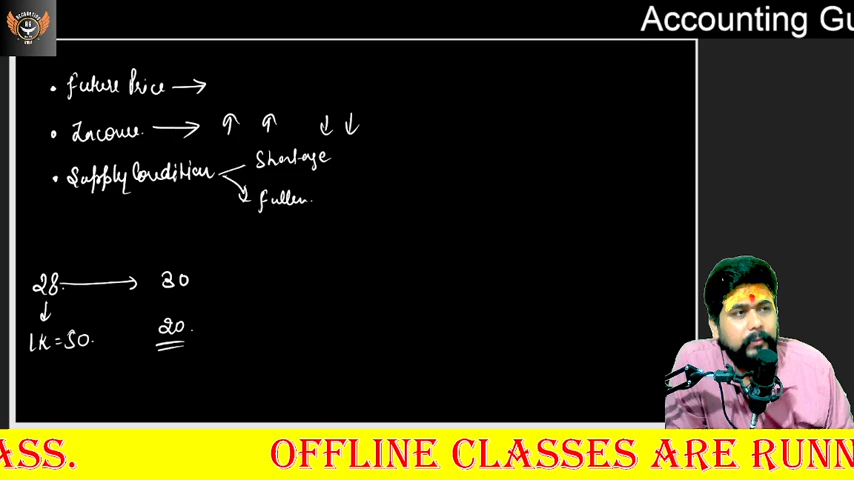 Accounting Gu
• Future Price →
• Income. → ↑ ↑ ↓ ↓
• Supply Condition Shortage
Fuller.
28. → 30
↓
1K = 50. 20.
ASS. OFFLINE CLASSES ARE RUNN